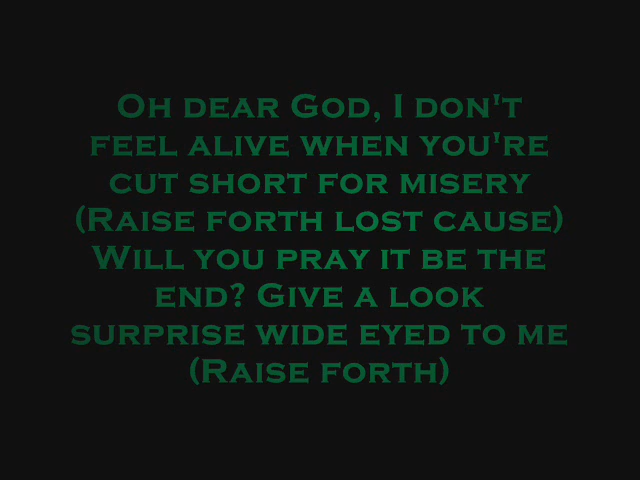 Oh dear God, I don't
feel alive when you're
cut short for misery
(Raise forth lost cause)
Will you pray it be the
end? Give a look
surprise wide eyed to me
(Raise forth)